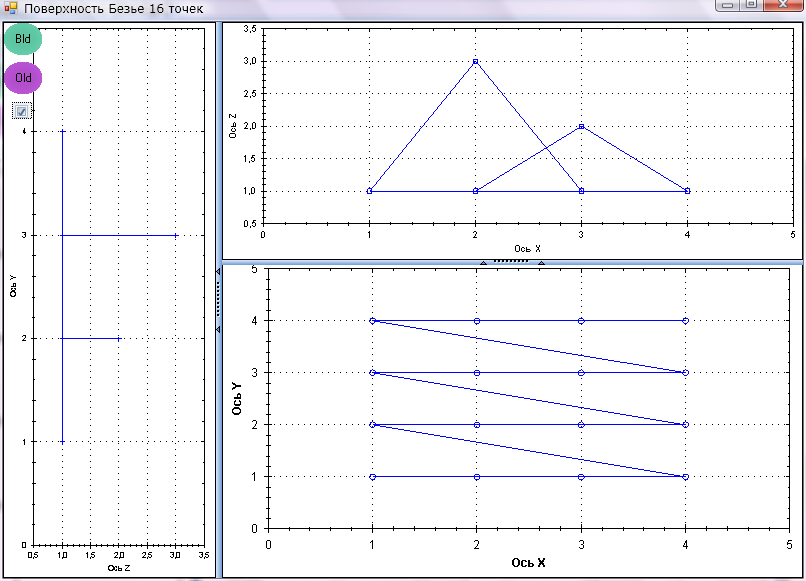 Поверхность Безье 16 точек
Bld
Old
4
3
2
1
0
Ось Y
0,5 1,0 1,5 2,0 2,5 3,0 3,5
Ось Z
3,5
3,0
2,5
2,0
1,5
1,0
0,5
Ось Z
0 1 2 3 4 5
Ось X
5
4
3
2
1
0
Ось Y
0 1 2 3 4 5
Ось X